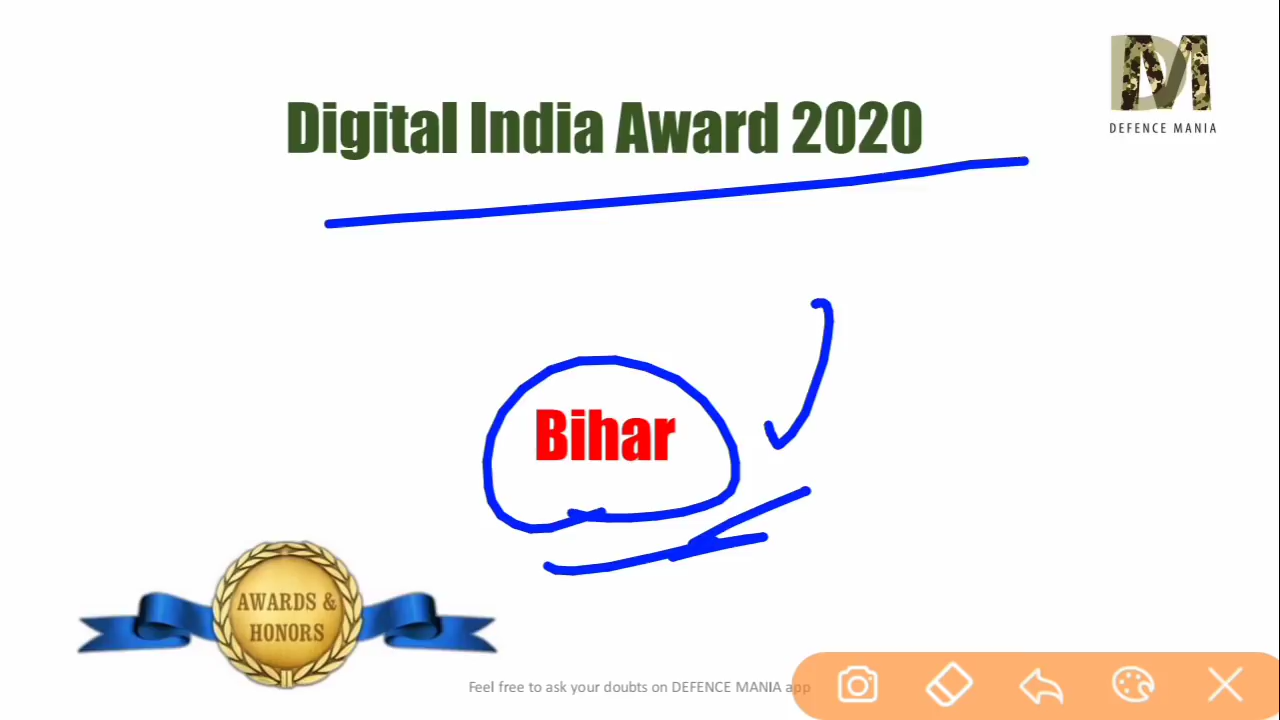 DM
DEFENCE MANIA
Digital India Award 2020
Bihar
AWARDS &
HONORS
Feel free to ask your doubts on DEFENCE MANIA app